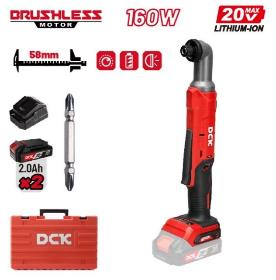 BRUSHLESS
MOTOR
160W
20V MAX
LITHIUM-ION
58mm
2.0Ah
x2
DCK
DCK